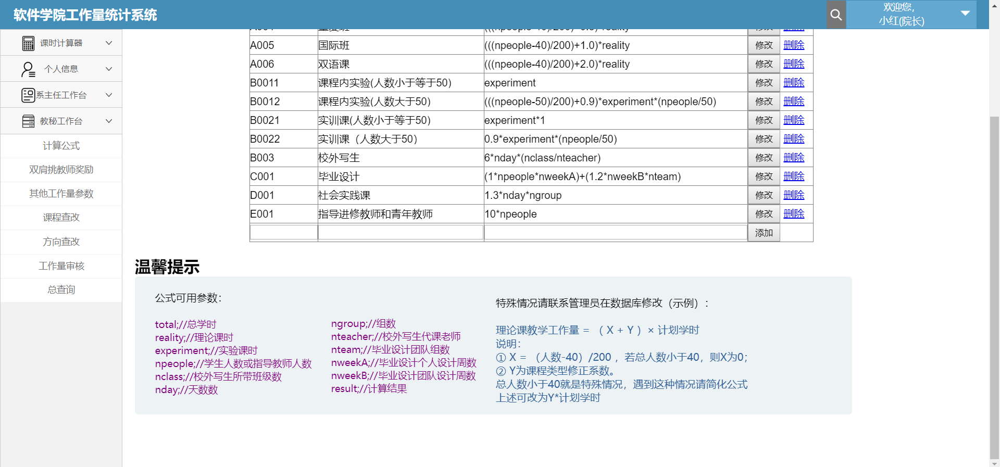 软件学院工作量统计系统
欢迎您，
小红(院长)
课时计算器
个人信息
系主任工作台
教秘工作台
计算公式
双肩挑教师奖励
其他工作量参数
课程查改
方向查改
工作量审核
总查询
A005 国际班 (((npeople-40)/200)+1.0)*reality 修改 删除
A006 双语课 (((npeople-40)/200)+2.0)*reality 修改 删除
B0011 课程内实验(人数小于等于50) experiment 修改 删除
B0012 课程内实验(人数大于50) (((npeople-50)/200)+0.9)*experiment*(npeople/50) 修改 删除
B0021 实训课(人数小于等于50) experiment*1 修改 删除
B0022 实训课（人数大于50） 0.9*experiment*(npeople/50) 修改 删除
B003 校外写生 6*nday*(nclass/nteacher) 修改 删除
C001 毕业设计 (1*npeople*nweekA)+(1.2*nweekB*nteam) 修改 删除
D001 社会实践课 1.3*nday*ngroup 修改 删除
E001 指导进修教师和青年教师 10*npeople 修改 删除
添加
温馨提示
公式可用参数：
total;//总学时
reality;//理论课时
experiment;//实验课时
npeople;//学生人数或指导教师人数
nclass;//校外写生所带班级数
nday;//天数数
ngroup;//组数
nteacher;//校外写生代课老师
nteam;//毕业设计团队组数
nweekA;//毕业设计个人设计周数
nweekB;//毕业设计团队设计周数
result;//计算结果
特殊情况请联系管理员在数据库修改（示例）：
理论课教学工作量 = （ X + Y ）× 计划学时
说明：
① X = （人数-40）/200 ，若总人数小于40，则X为0；
② Y为课程类型修正系数。
总人数小于40就是特殊情况，遇到这种情况请简化公式
上述可改为Y*计划学时